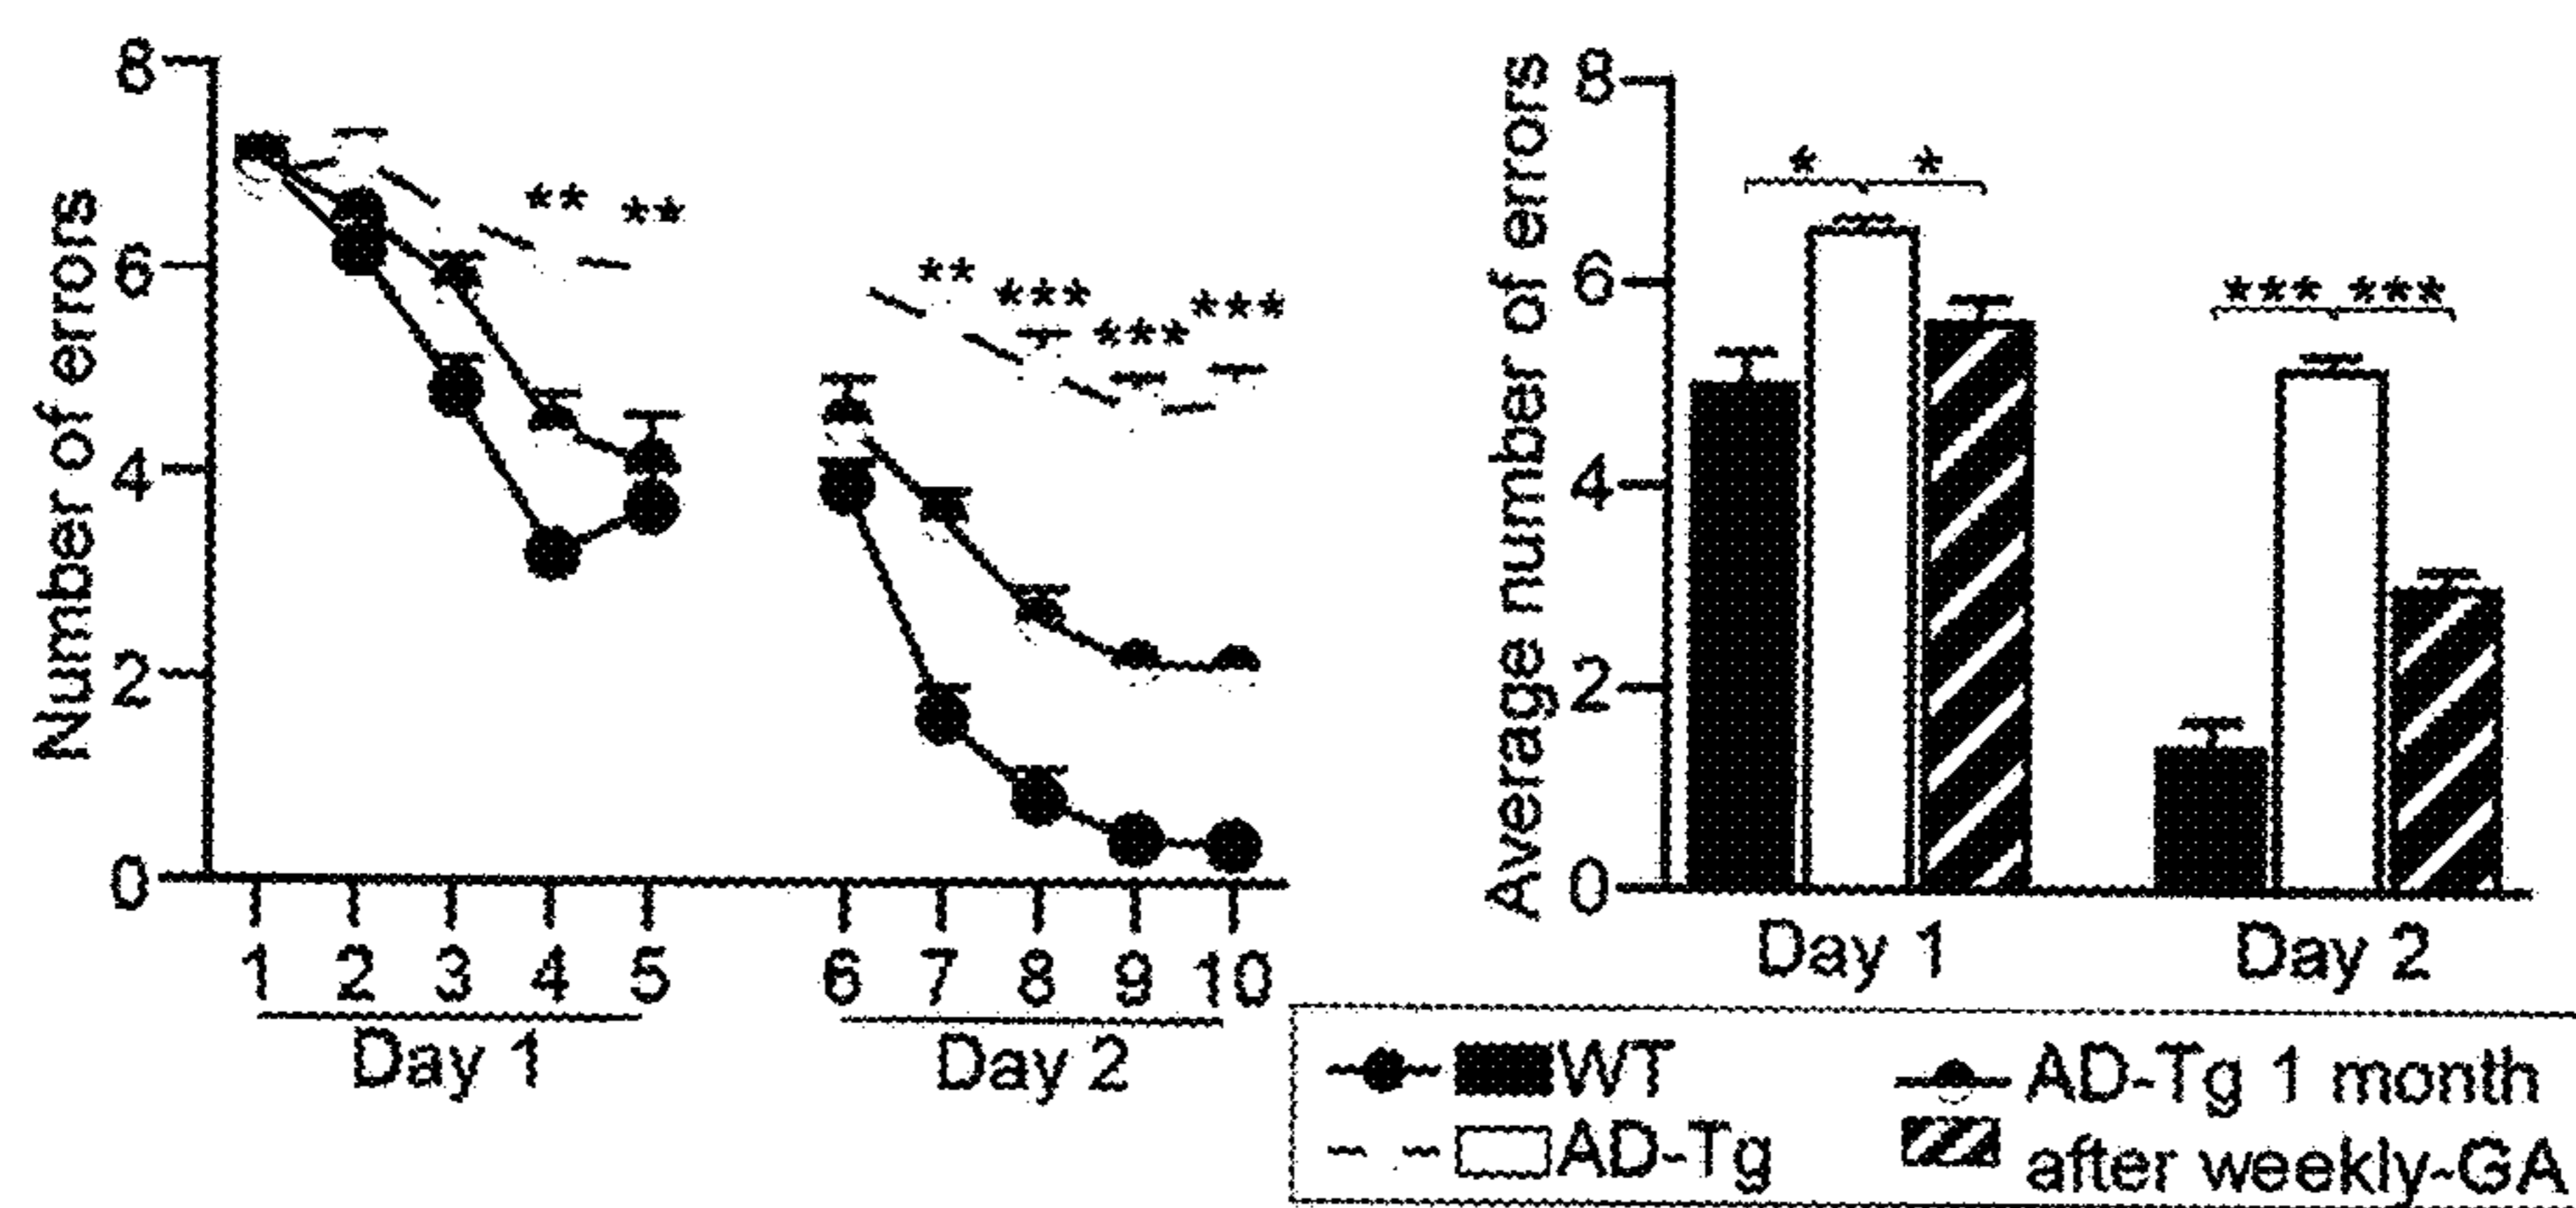 Number of errors
8
6
4
2
0
** **
** *** *** ***
1 2 3 4 5 6 7 8 9 10
Day 1 Day 2
Average number of errors
8
6
4
2
0
* *
*** ***
Day 1 Day 2
WT
AD-Tg
AD-Tg 1 month
after weekly-GA